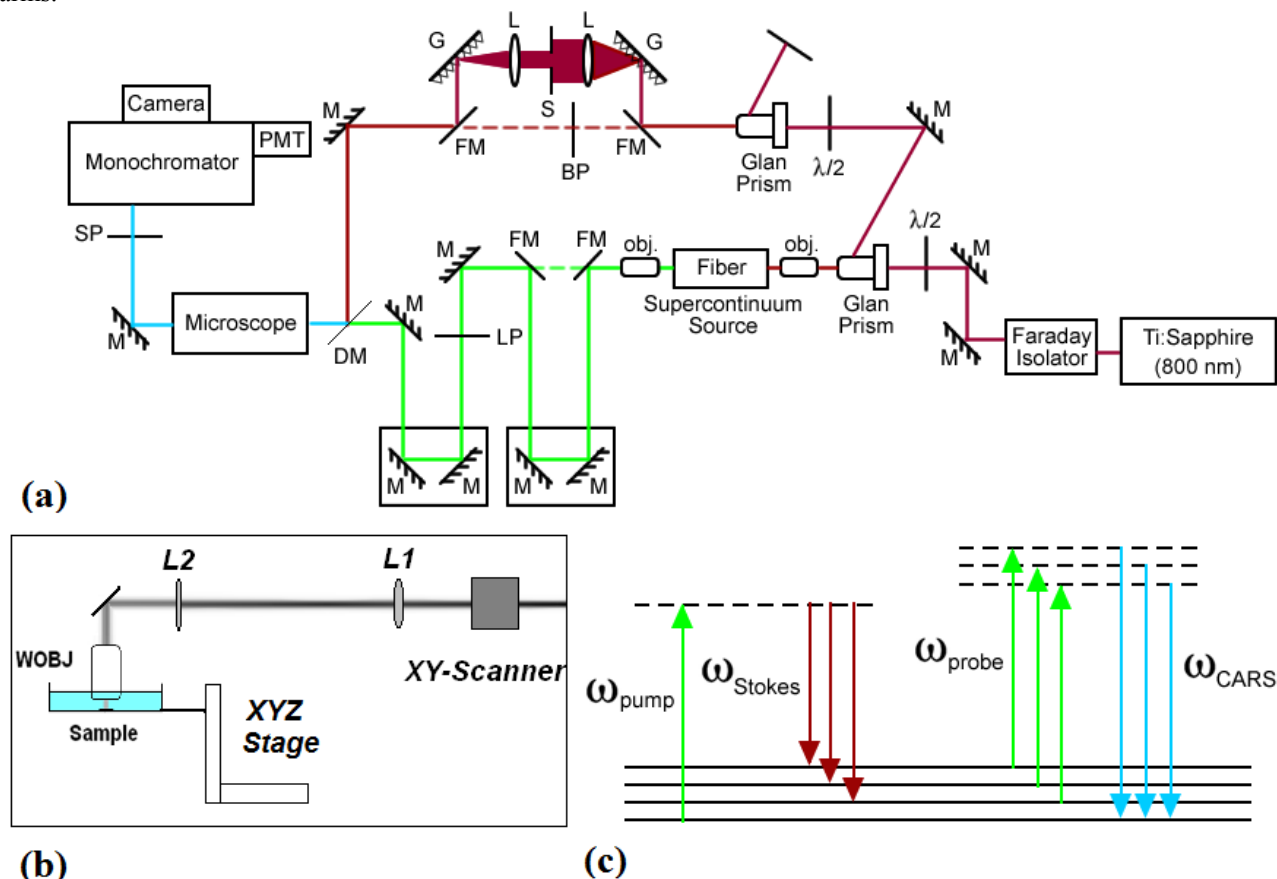 arms.
G
L
L
G
M
Camera
PMT
Monochromator
S
FM
BP
FM
Glan
Prism
λ/2
M
SP
M
FM
FM
obj.
Fiber
obj.
λ/2
M
Supercontinuum
Source
Glan
Prism
M
Microscope
M
DM
LP
M
Faraday
Isolator
Ti:Sapphire
(800 nm)
M
M
M
M
(a)
L2
L1
WOBJ
XY-Scanner
Sample
XYZ
Stage
(b)
ωpump
ωStokes
ωprobe
ωCARS
(c)